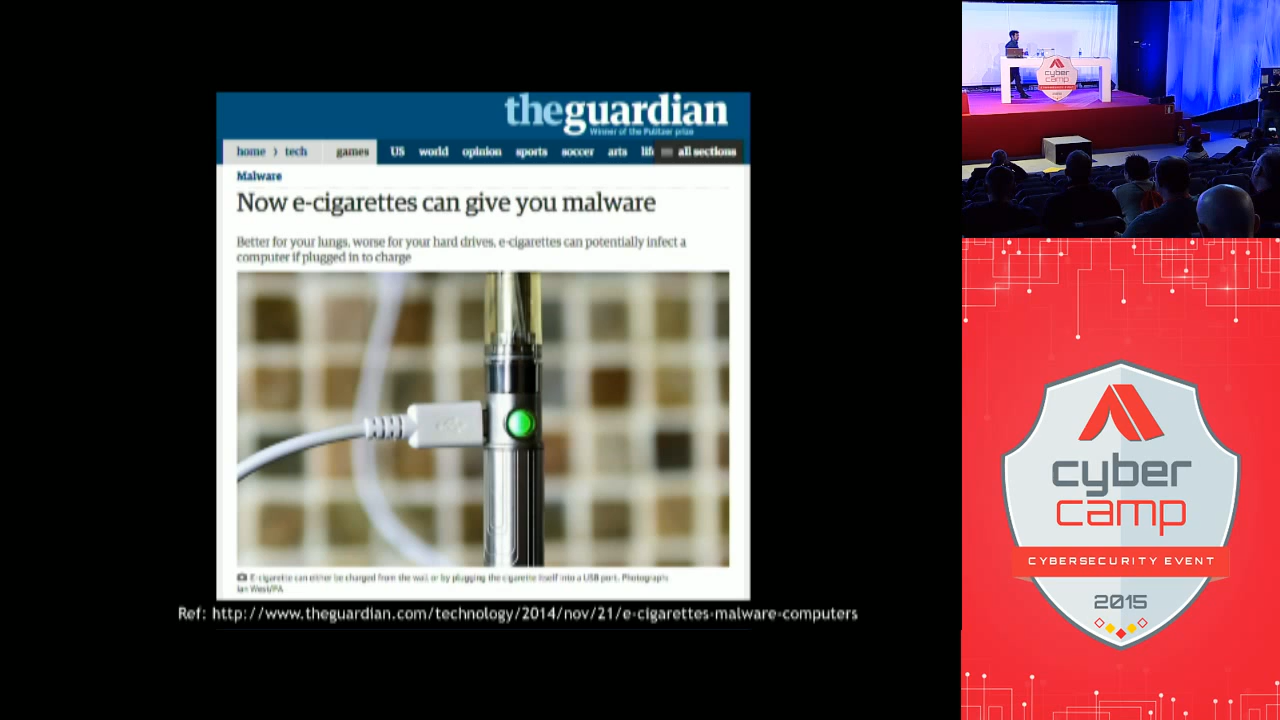 theguardian
Winner of the Pulitzer prize
home › tech games US world opinion sports soccer arts all sections
Malware
Now e-cigarettes can give you malware
Better for your lungs, worse for your hard drives, e-cigarettes can potentially infect a
computer if plugged in to charge
E-cigarette can either be charged from the wall or by plugging the cigarette itself into a USB port. Photograph:
Ian West/PA
Ref: http://www.theguardian.com/technology/2014/nov/21/e-cigarettes-malware-computers
cyber
camp
cyber
camp
CYBERSECURITY EVENT
2015